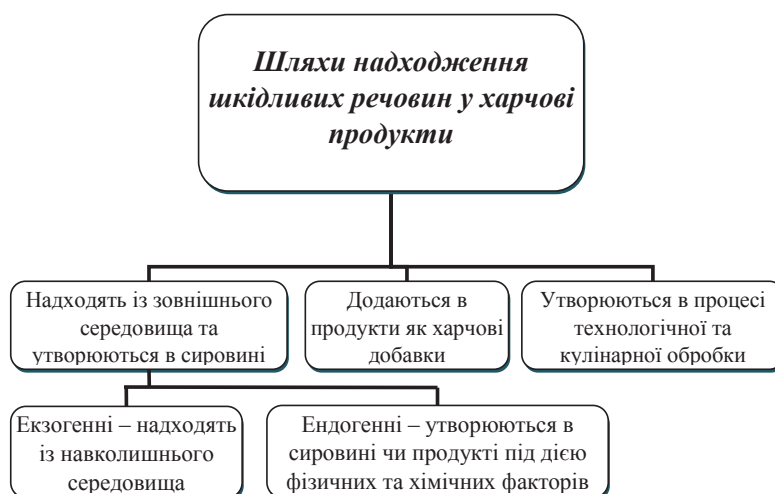 Шляхи надходження
шкідливих речовин у харчові
продукти
Надходять із зовнішнього
середовища та
утворюються в сировині
Додаються в
продукти як харчові
добавки
Утворюються в процесі
технологічної та
кулінарної обробки
Екзогенні – надходять
із навколишнього
середовища
Ендогенні – утворюються в
сировині чи продукті під дією
фізичних та хімічних факторів